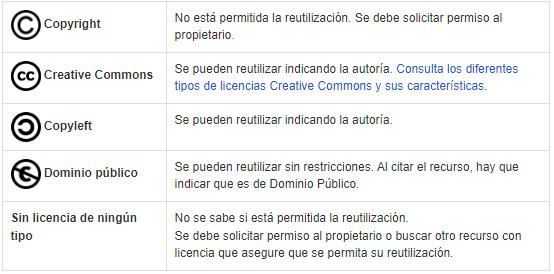 Copyright
No está permitida la reutilización. Se debe solicitar permiso al
propietario.
Creative Commons
Se pueden reutilizar indicando la autoría. Consulta los diferentes
tipos de licencias Creative Commons y sus características.
Copyleft
Se pueden reutilizar indicando la autoría.
Dominio público
Se pueden reutilizar sin restricciones. Al citar el recurso, hay que
indicar que es de Dominio Público.
Sin licencia de ningún
tipo
No se sabe si está permitida la reutilización.
Se debe solicitar permiso al propietario o buscar otro recurso con
licencia que asegure que se permita su reutilización.